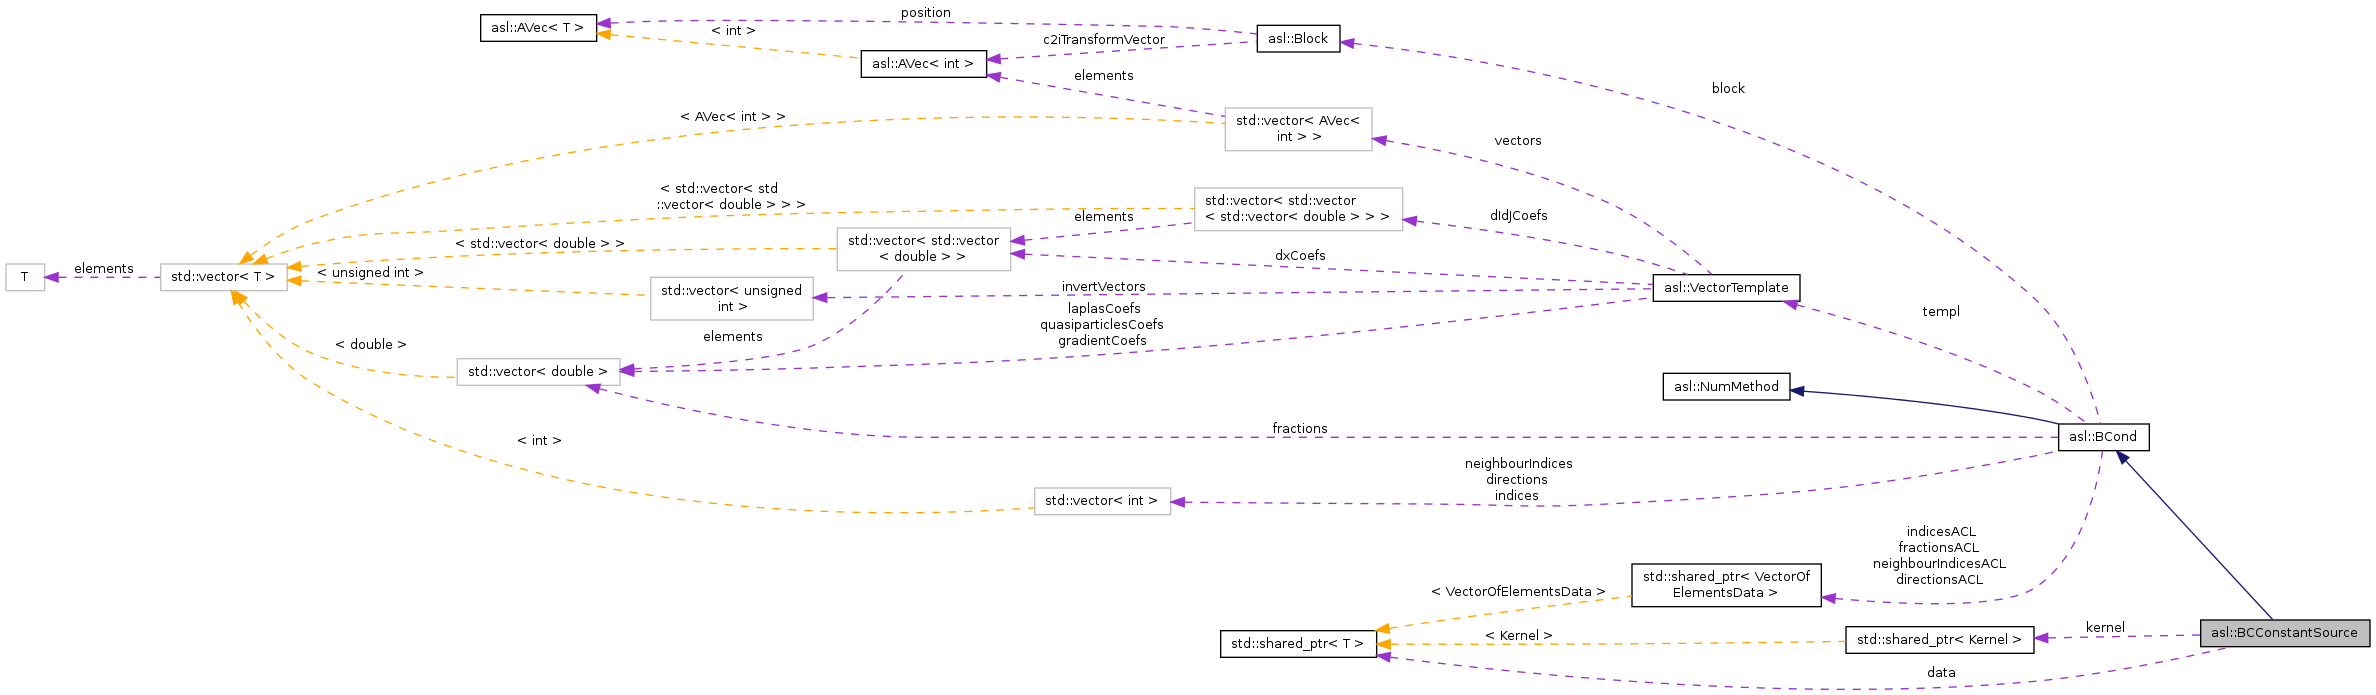 position
asl::AVec< T >
< int >
asl::Block
c2iTransformVector
asl::AVec< int >
elements
block
< AVec< int > >
std::vector< AVec<
int > >
vectors
< std::vector< std
::vector< double > > >
std::vector< std::vector
< std::vector< double > > >
elements
dIdJCoefs
< std::vector< double > >
std::vector< std::vector
< double > >
dxCoefs
T
elements
std::vector< T >
< unsigned int >
std::vector< unsigned
int >
invertVectors
asl::VectorTemplate
laplasCoefs
quasiparticlesCoefs
gradientCoefs
templ
elements
< double >
std::vector< double >
asl::NumMethod
< int >
fractions
asl::BCond
neighbourIndices
directions
indices
std::vector< int >
indicesACL
fractionsACL
neighbourIndicesACL
directionsACL
std::shared_ptr< VectorOf
ElementsData >
< VectorOfElementsData >
std::shared_ptr< T >
< Kernel >
std::shared_ptr< Kernel >
kernel
asl::BCConstantSource
data